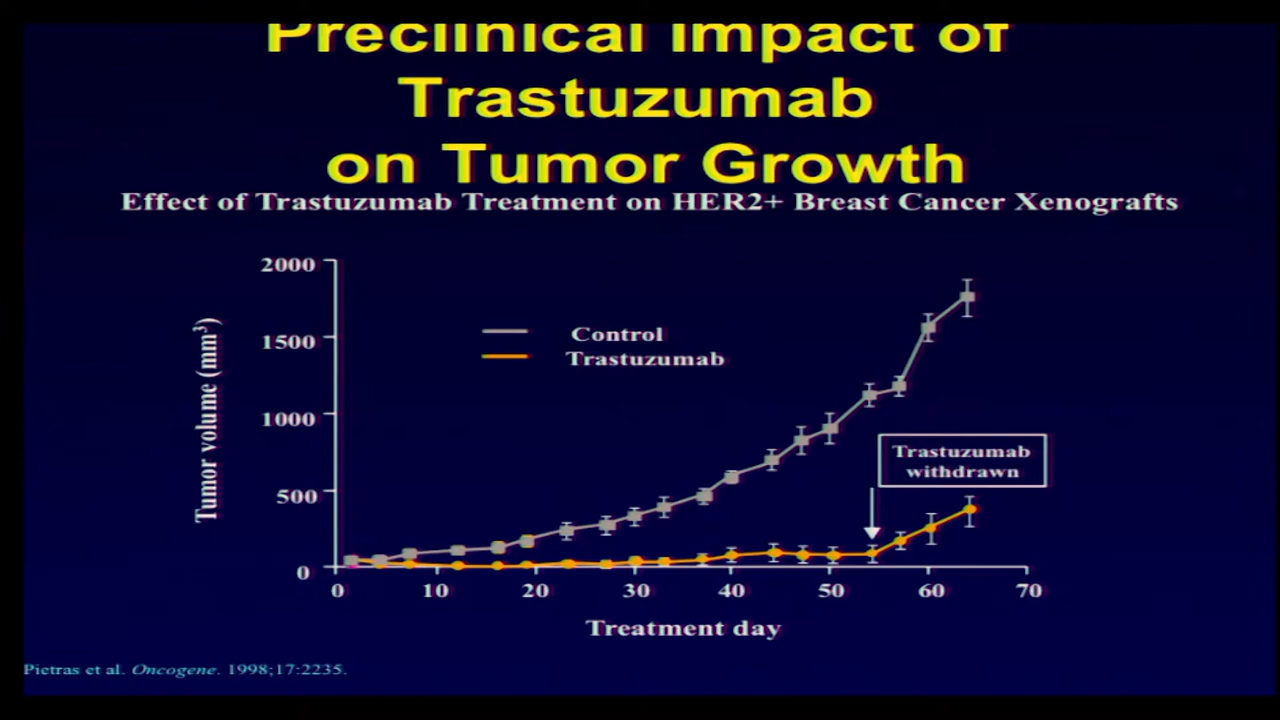 Preclinical Impact of
Trastuzumab
on Tumor Growth
Effect of Trastuzumab Treatment on HER2+ Breast Cancer Xenografts
2000
1500
1000
500
0
Tumor volume (mm³)
Control
Trastuzumab
Trastuzumab
withdrawn
0 10 20 30 40 50 60 70
Treatment day
Pietras et al. Oncogene. 1998;17:2235.